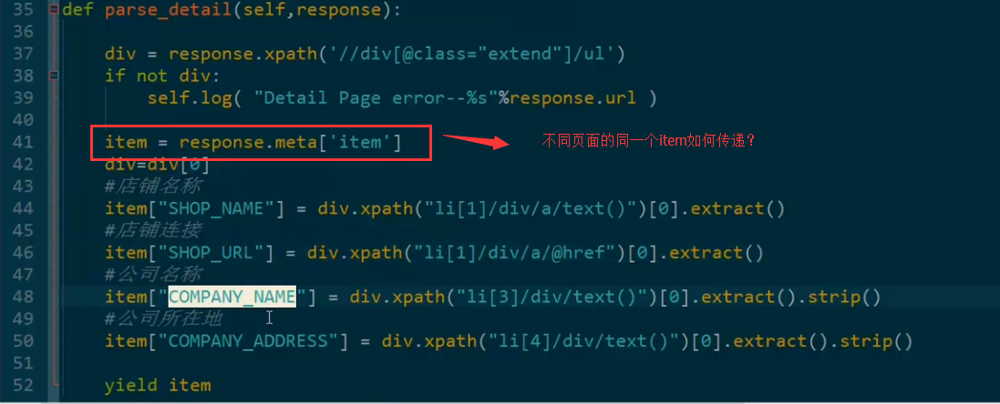 35 def parse_detail(self,response):
36
37 div = response.xpath('//div[@class="extend"]/ul')
38 if not div:
39 self.log( "Detail Page error--%s"%response.url )
40
41 item = response.meta['item'] 不同页面的同一个item如何传递？
42 div=div[0]
43 #店铺名称
44 item["SHOP_NAME"] = div.xpath("li[1]/div/a/text()")[0].extract()
45 #店铺连接
46 item["SHOP_URL"] = div.xpath("li[1]/div/a/@href")[0].extract()
47 #公司名称
48 item["COMPANY_NAME"] = div.xpath("li[3]/div/text()")[0].extract().strip()
49 #公司所在地
50 item["COMPANY_ADDRESS"] = div.xpath("li[4]/div/text()")[0].extract().strip()
51
52 yield item